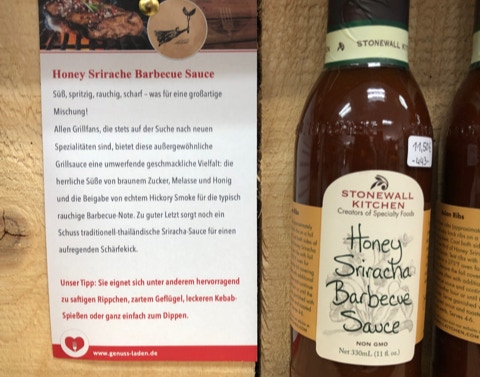 Honey Srirache Barbecue Sauce
Süß, spritzig, rauchig, scharf – was für eine großartige
Mischung!
Allen Grillfans, die stets auf der Suche nach neuen
Spezialitäten sind, bietet diese außergewöhnliche
Grillsauce eine umwerfende geschmackliche Vielfalt: die
herrliche Süße von braunem Zucker, Melasse und Honig
und die Beigabe von echtem Hickory Smoke für die typisch
rauchige Barbecue-Note. Zu guter Letzt sorgt noch ein
Schuss traditionell-thailändische Sriracha-Sauce für einen
aufregenden Schärfekick.
Unser Tipp: Sie eignet sich unter anderem hervorragend
zu saftigen Rippchen, zartem Geflügel, leckeren Kebab-
Spießen oder ganz einfach zum Dippen.
www.genuss-laden.de
STONEWALL KITCHEN
STONEWALL
KITCHEN
Creators of Specialty Foods
Honey
Sriracha
Barbecue
Sauce
NON GMO
Net 330mL (11 fl oz.)